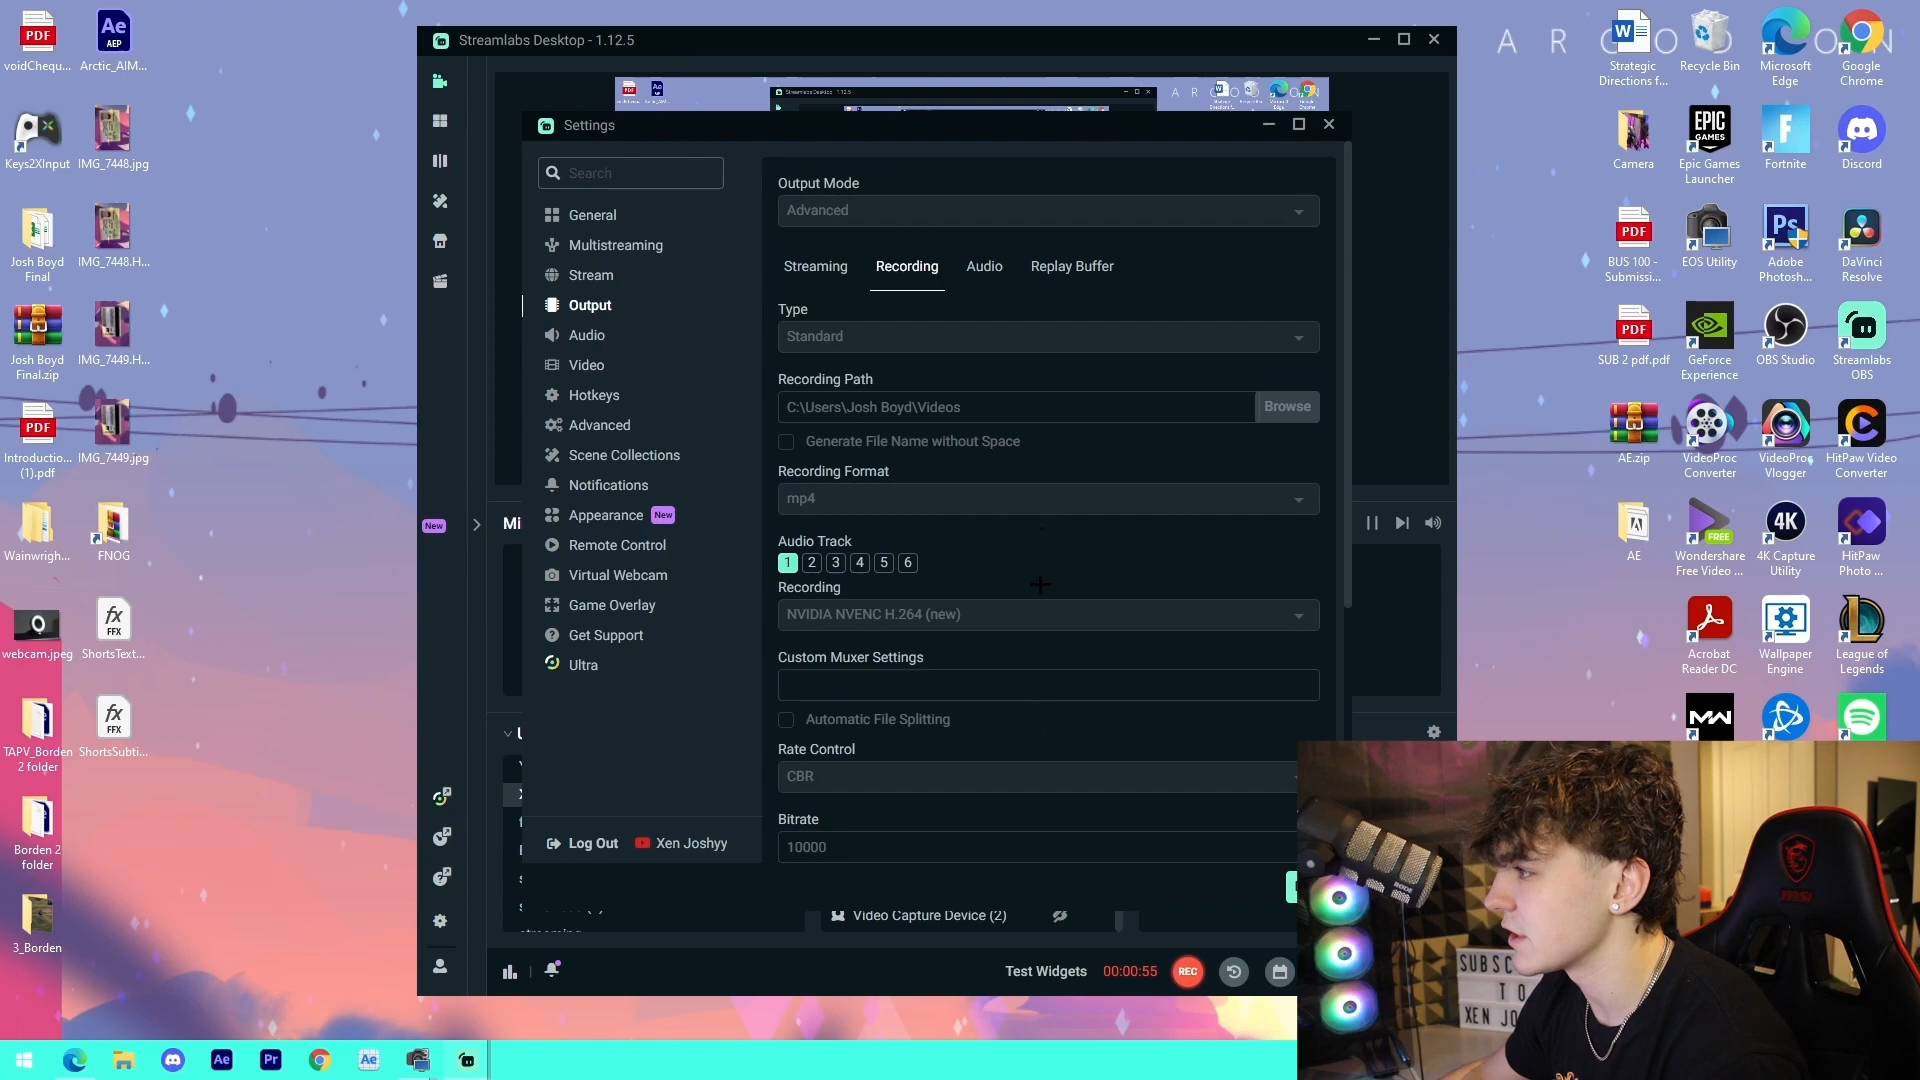 voidChequ...
Arctic_AIM...
Keys2XInput
IMG_7448.jpg
Josh Boyd
Final
IMG_7448.H...
Josh Boyd
Final.zip
IMG_7449.H...
Introductio...
(1).pdf
IMG_7449.jpg
Wainwrigh...
FNOG
webcam.jpeg
ShortsText...
TAPV_Borden
2 folder
ShortsSubti...
Borden 2
folder
3_Borden
Streamlabs Desktop - 1.12.5
Settings
Search
General
Multistreaming
Stream
Output
Audio
Video
Hotkeys
Advanced
Scene Collections
Notifications
Appearance New
Remote Control
Virtual Webcam
Game Overlay
Get Support
Ultra
Log Out
Xen Joshyy
Output Mode
Advanced
Streaming
Recording
Audio
Replay Buffer
Type
Standard
Recording Path
C:\Users\Josh Boyd\Videos
Browse
Generate File Name without Space
Recording Format
mp4
Audio Track
1 2 3 4 5 6
Recording
NVIDIA NVENC H.264 (new)
Custom Muxer Settings
Automatic File Splitting
Rate Control
CBR
Bitrate
10000
New
Mi
Video Capture Device (2)
Test Widgets
00:00:55
REC
Strategic
Directions f...
Recycle Bin
Microsoft
Edge
Google
Chrome
Camera
Epic Games
Launcher
Fortnite
Discord
BUS 100 -
Submissi...
EOS Utility
Adobe
Photosh...
DaVinci
Resolve
SUB 2 pdf.pdf
GeForce
Experience
OBS Studio
Streamlabs
OBS
AE.zip
VideoProc
Converter
VideoProc
Vlogger
HitPaw Video
Converter
AE
Wondershare
Free Video ...
4K Capture
Utility
HitPaw
Photo ...
Acrobat
Reader DC
Wallpaper
Engine
League of
Legends
SUBSC
TO
XEN JO